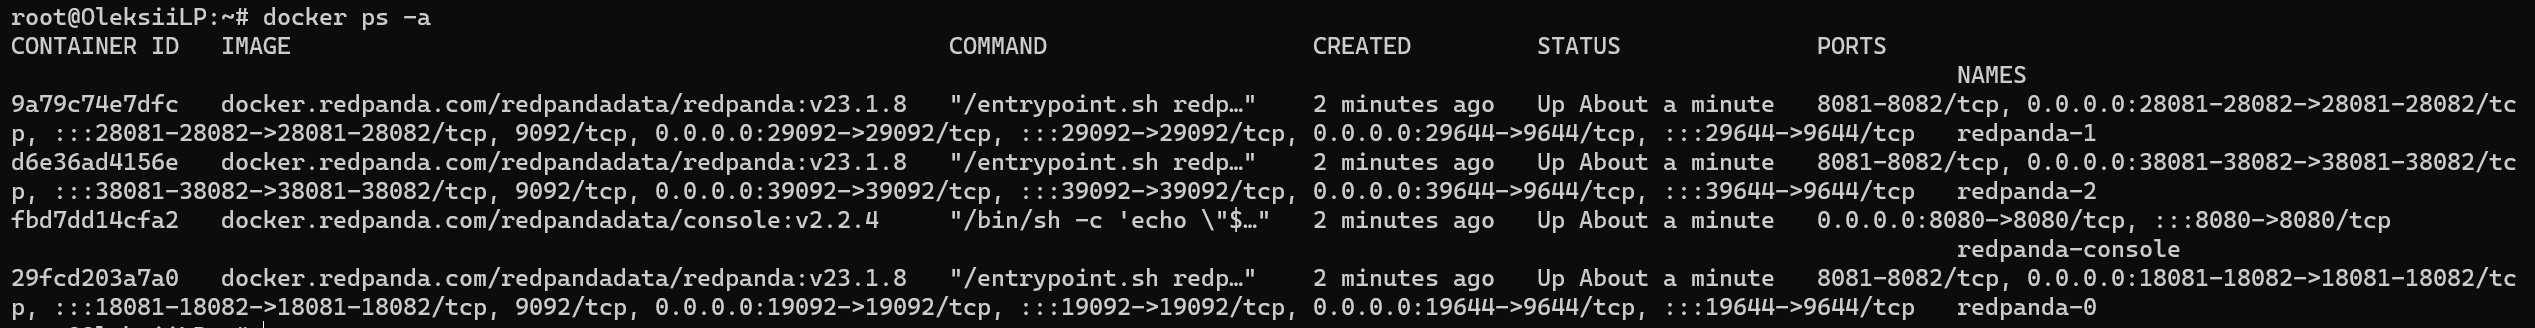 root@OleksiiLP:~# docker ps -a
CONTAINER ID   IMAGE                                               COMMAND                   CREATED         STATUS              PORTS
                                                                                                                                           NAMES
9a79c74e7dfc   docker.redpanda.com/redpandadata/redpanda:v23.1.8   "/entrypoint.sh redp…"    2 minutes ago   Up About a minute   8081-8082/tcp, 0.0.0.0:28081-28082->28081-28082/tc
p, :::28081-28082->28081-28082/tcp, 9092/tcp, 0.0.0.0:29092->29092/tcp, :::29092->29092/tcp, 0.0.0.0:29644->9644/tcp, :::29644->9644/tcp   redpanda-1
d6e36ad4156e   docker.redpanda.com/redpandadata/redpanda:v23.1.8   "/entrypoint.sh redp…"    2 minutes ago   Up About a minute   8081-8082/tcp, 0.0.0.0:38081-38082->38081-38082/tc
p, :::38081-38082->38081-38082/tcp, 9092/tcp, 0.0.0.0:39092->39092/tcp, :::39092->39092/tcp, 0.0.0.0:39644->9644/tcp, :::39644->9644/tcp   redpanda-2
fbd7dd14cfa2   docker.redpanda.com/redpandadata/console:v2.2.4     "/bin/sh -c 'echo \"$…"   2 minutes ago   Up About a minute   0.0.0.0:8080->8080/tcp, :::8080->8080/tcp
                                                                                                                                           redpanda-console
29fcd203a7a0   docker.redpanda.com/redpandadata/redpanda:v23.1.8   "/entrypoint.sh redp…"    2 minutes ago   Up About a minute   8081-8082/tcp, 0.0.0.0:18081-18082->18081-18082/tc
p, :::18081-18082->18081-18082/tcp, 9092/tcp, 0.0.0.0:19092->19092/tcp, :::19092->19092/tcp, 0.0.0.0:19644->9644/tcp, :::19644->9644/tcp   redpanda-0